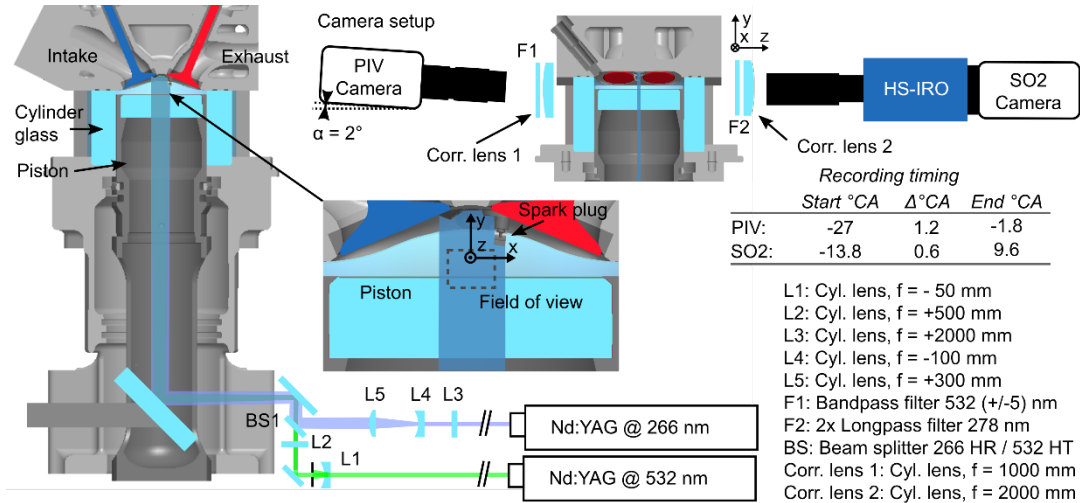 Camera setup
Intake
Exhaust
Cylinder
glass
Piston
PIV
Camera
α = 2°
F1
Corr. lens 1
y
x
z
F2
Corr. lens 2
HS-IRO
SO2
Camera
Recording timing
Start °CA Δ°CA End °CA
PIV: -27 1.2 -1.8
SO2: -13.8 0.6 9.6
Spark plug
y
z
x
Piston
Field of view
BS1
L5
L4
L3
L2
L1
Nd:YAG @ 266 nm
Nd:YAG @ 532 nm
L1: Cyl. lens, f = - 50 mm
L2: Cyl. lens, f = +500 mm
L3: Cyl. lens, f = +2000 mm
L4: Cyl. lens, f = -100 mm
L5: Cyl. lens, f = +300 mm
F1: Bandpass filter 532 (+/-5) nm
F2: 2x Longpass filter 278 nm
BS: Beam splitter 266 HR / 532 HT
Corr. lens 1: Cyl. lens, f = 1000 mm
Corr. lens 2: Cyl. lens, f = 2000 mm